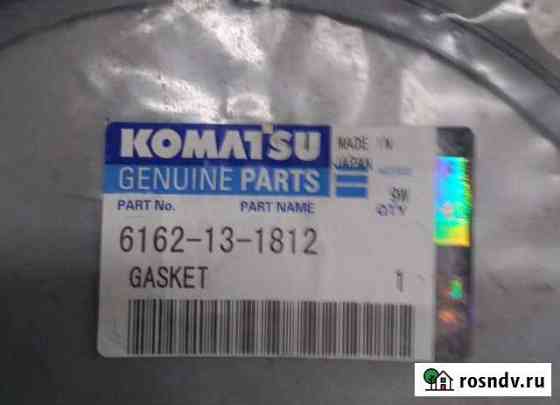 KOMATSU
GENUINE PARTS
MADE IN
JAPAN
PART No. PART NAME QTY
6162-13-1812
GASKET 1
rosndv.ru